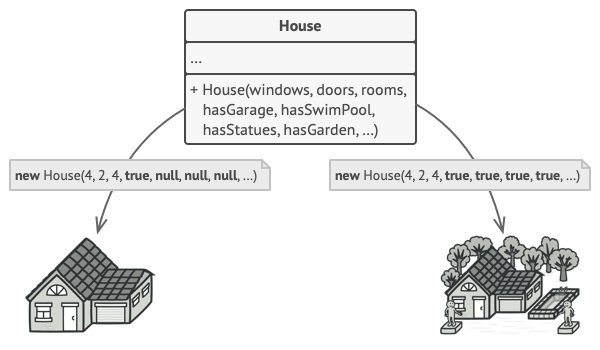 House
...
+ House(windows, doors, rooms,
hasGarage, hasSwimPool,
hasStatues, hasGarden, ...)
new House(4, 2, 4, true, null, null, null, ...)
new House(4, 2, 4, true, true, true, true, ...)